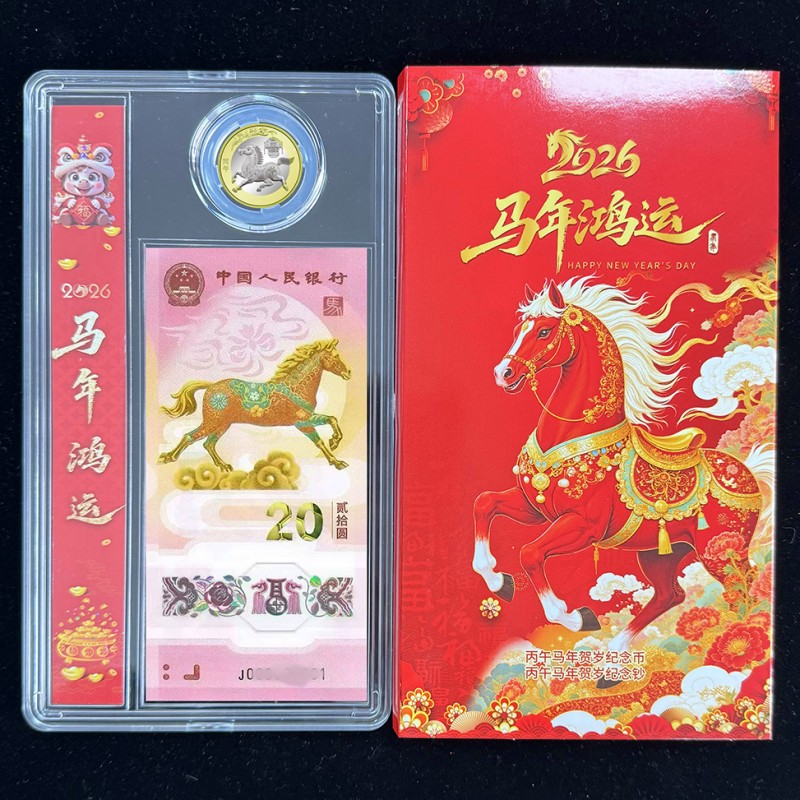 福
2026
马年鸿运
中国人民银行
馬
20
贰拾圆
2026
马年鸿运
HAPPY NEW YEAR'S DAY
丙午马年贺岁纪念币
丙午马年贺岁纪念钞